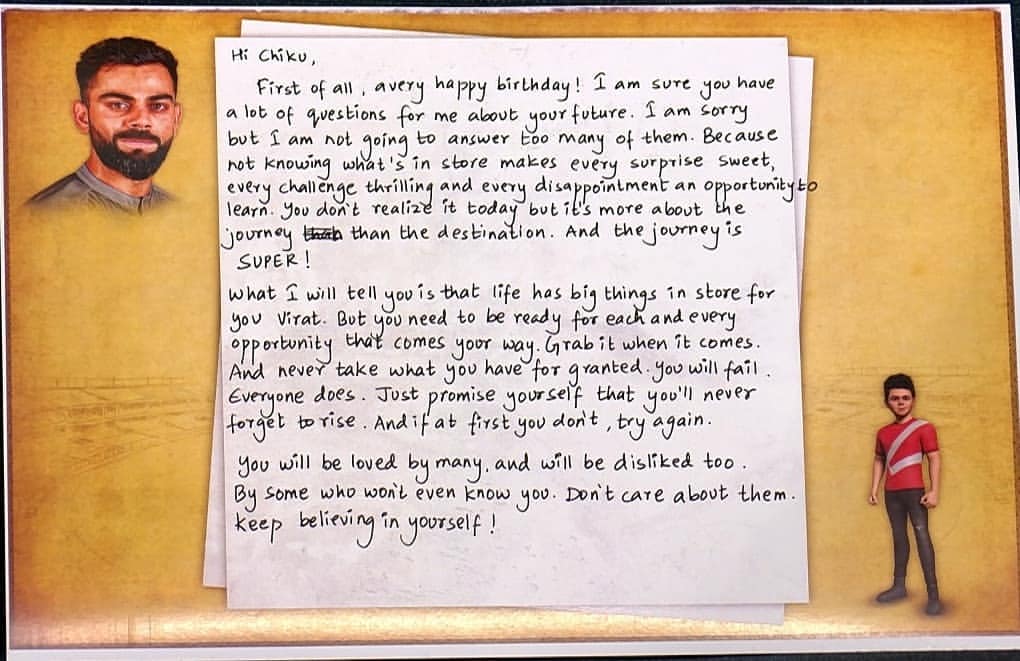 Hi Chiku,
First of all, a very happy birthday! I am sure you have
a lot of questions for me about your future. I am sorry
but I am not going to answer too many of them. Because
not knowing what's in store makes every surprise sweet,
every challenge thrilling and every disappointment an opportunity to
learn. You don't realize it today but it's more about the
journey than than the destination. And the journey is
SUPER!
What I will tell you is that life has big things in store for
you Virat. But you need to be ready for each and every
opportunity that comes your way. Grab it when it comes.
And never take what you have for granted. You will fail.
Everyone does. Just promise yourself that you'll never
forget to rise. And if at first you don't, try again.
You will be loved by many, and will be disliked too.
By some who won't even know you. Don't care about them.
Keep believing in yourself!